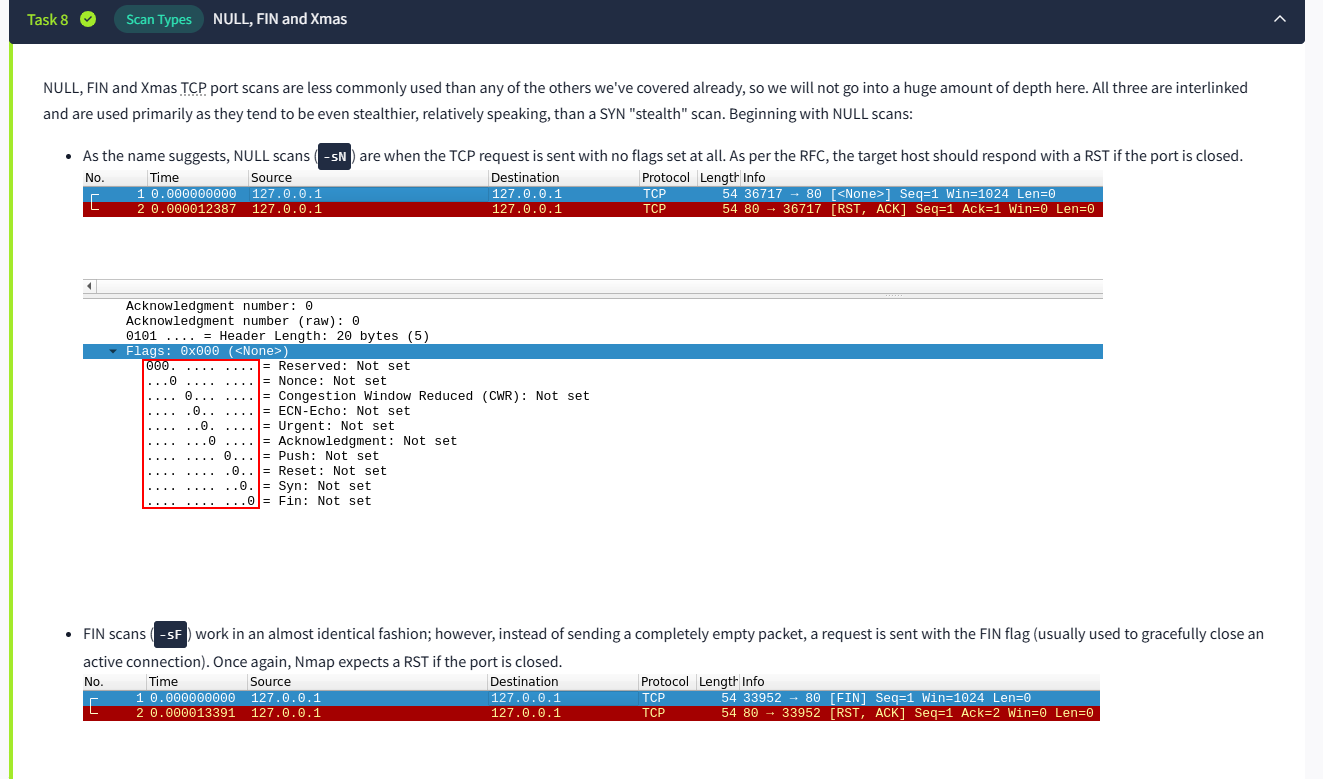 Task 8 Scan Types NULL, FIN and Xmas
NULL, FIN and Xmas TCP port scans are less commonly used than any of the others we've covered already, so we will not go into a huge amount of depth here. All three are interlinked
and are used primarily as they tend to be even stealthier, relatively speaking, than a SYN "stealth" scan. Beginning with NULL scans:
• As the name suggests, NULL scans (-sN) are when the TCP request is sent with no flags set at all. As per the RFC, the target host should respond with a RST if the port is closed.
No. Time Source Destination Protocol Length Info
1 0.000000000 127.0.0.1 127.0.0.1 TCP 54 36717 → 80 [<None>] Seq=1 Win=1024 Len=0
2 0.000012387 127.0.0.1 127.0.0.1 TCP 54 80 → 36717 [RST, ACK] Seq=1 Ack=1 Win=0 Len=0
Acknowledgment number: 0
Acknowledgment number (raw): 0
0101 .... = Header Length: 20 bytes (5)
Flags: 0x000 (<None>)
000. .... .... = Reserved: Not set
...0 .... .... = Nonce: Not set
.... 0... .... = Congestion Window Reduced (CWR): Not set
.... .0.. .... = ECN-Echo: Not set
.... ..0. .... = Urgent: Not set
.... ...0 .... = Acknowledgment: Not set
.... .... 0... = Push: Not set
.... .... .0.. = Reset: Not set
.... .... ..0. = Syn: Not set
.... .... ...0 = Fin: Not set
• FIN scans (-sF) work in an almost identical fashion; however, instead of sending a completely empty packet, a request is sent with the FIN flag (usually used to gracefully close an
active connection). Once again, Nmap expects a RST if the port is closed.
No. Time Source Destination Protocol Length Info
1 0.000000000 127.0.0.1 127.0.0.1 TCP 54 33952 → 80 [FIN] Seq=1 Win=1024 Len=0
2 0.000013391 127.0.0.1 127.0.0.1 TCP 54 80 → 33952 [RST, ACK] Seq=1 Ack=2 Win=0 Len=0